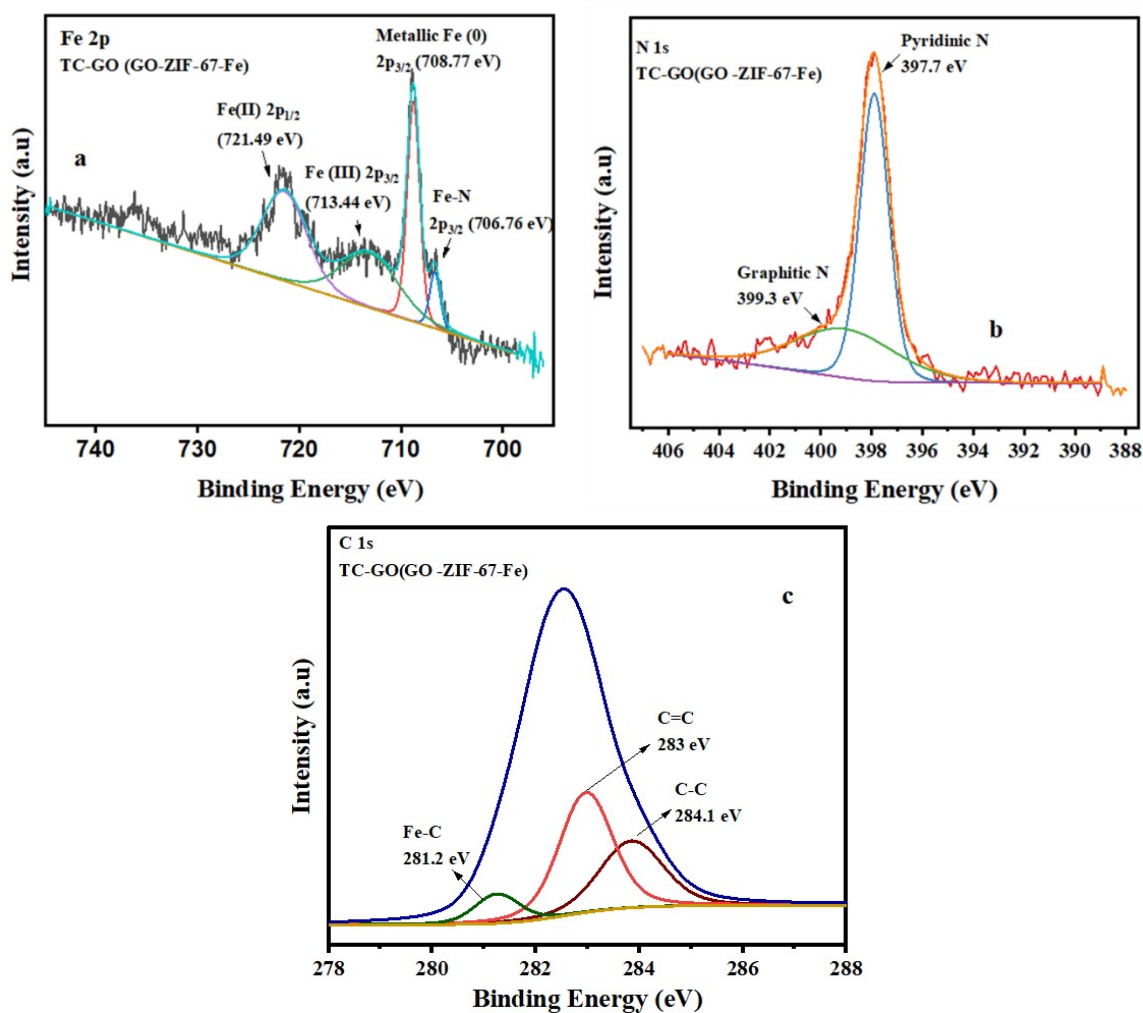 Fe 2p
TC-GO (GO-ZIF-67-Fe)
Metallic Fe (0)
2p3/2 (708.77 eV)
Fe(II) 2p1/2
(721.49 eV)
a
Fe (III) 2p3/2
(713.44 eV)
Fe-N
2p3/2 (706.76 eV)
Intensity (a.u)
740 730 720 710 700
Binding Energy (eV)
N 1s
TC-GO(GO -ZIF-67-Fe)
Pyridinic N
397.7 eV
Graphitic N
399.3 eV
b
Intensity (a.u)
406 404 402 400 398 396 394 392 390 388
Binding Energy (eV)
C 1s
TC-GO(GO -ZIF-67-Fe)
c
C=C
283 eV
C-C
284.1 eV
Fe-C
281.2 eV
Intensity (a.u)
278 280 282 284 286 288
Binding Energy (eV)